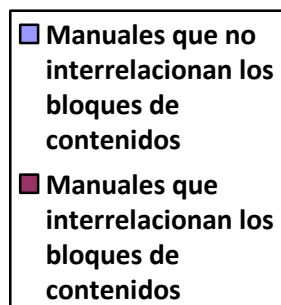 Manuales que no
interrelacionan los
bloques de
contenidos
Manuales que
interrelacionan los
bloques de
contenidos